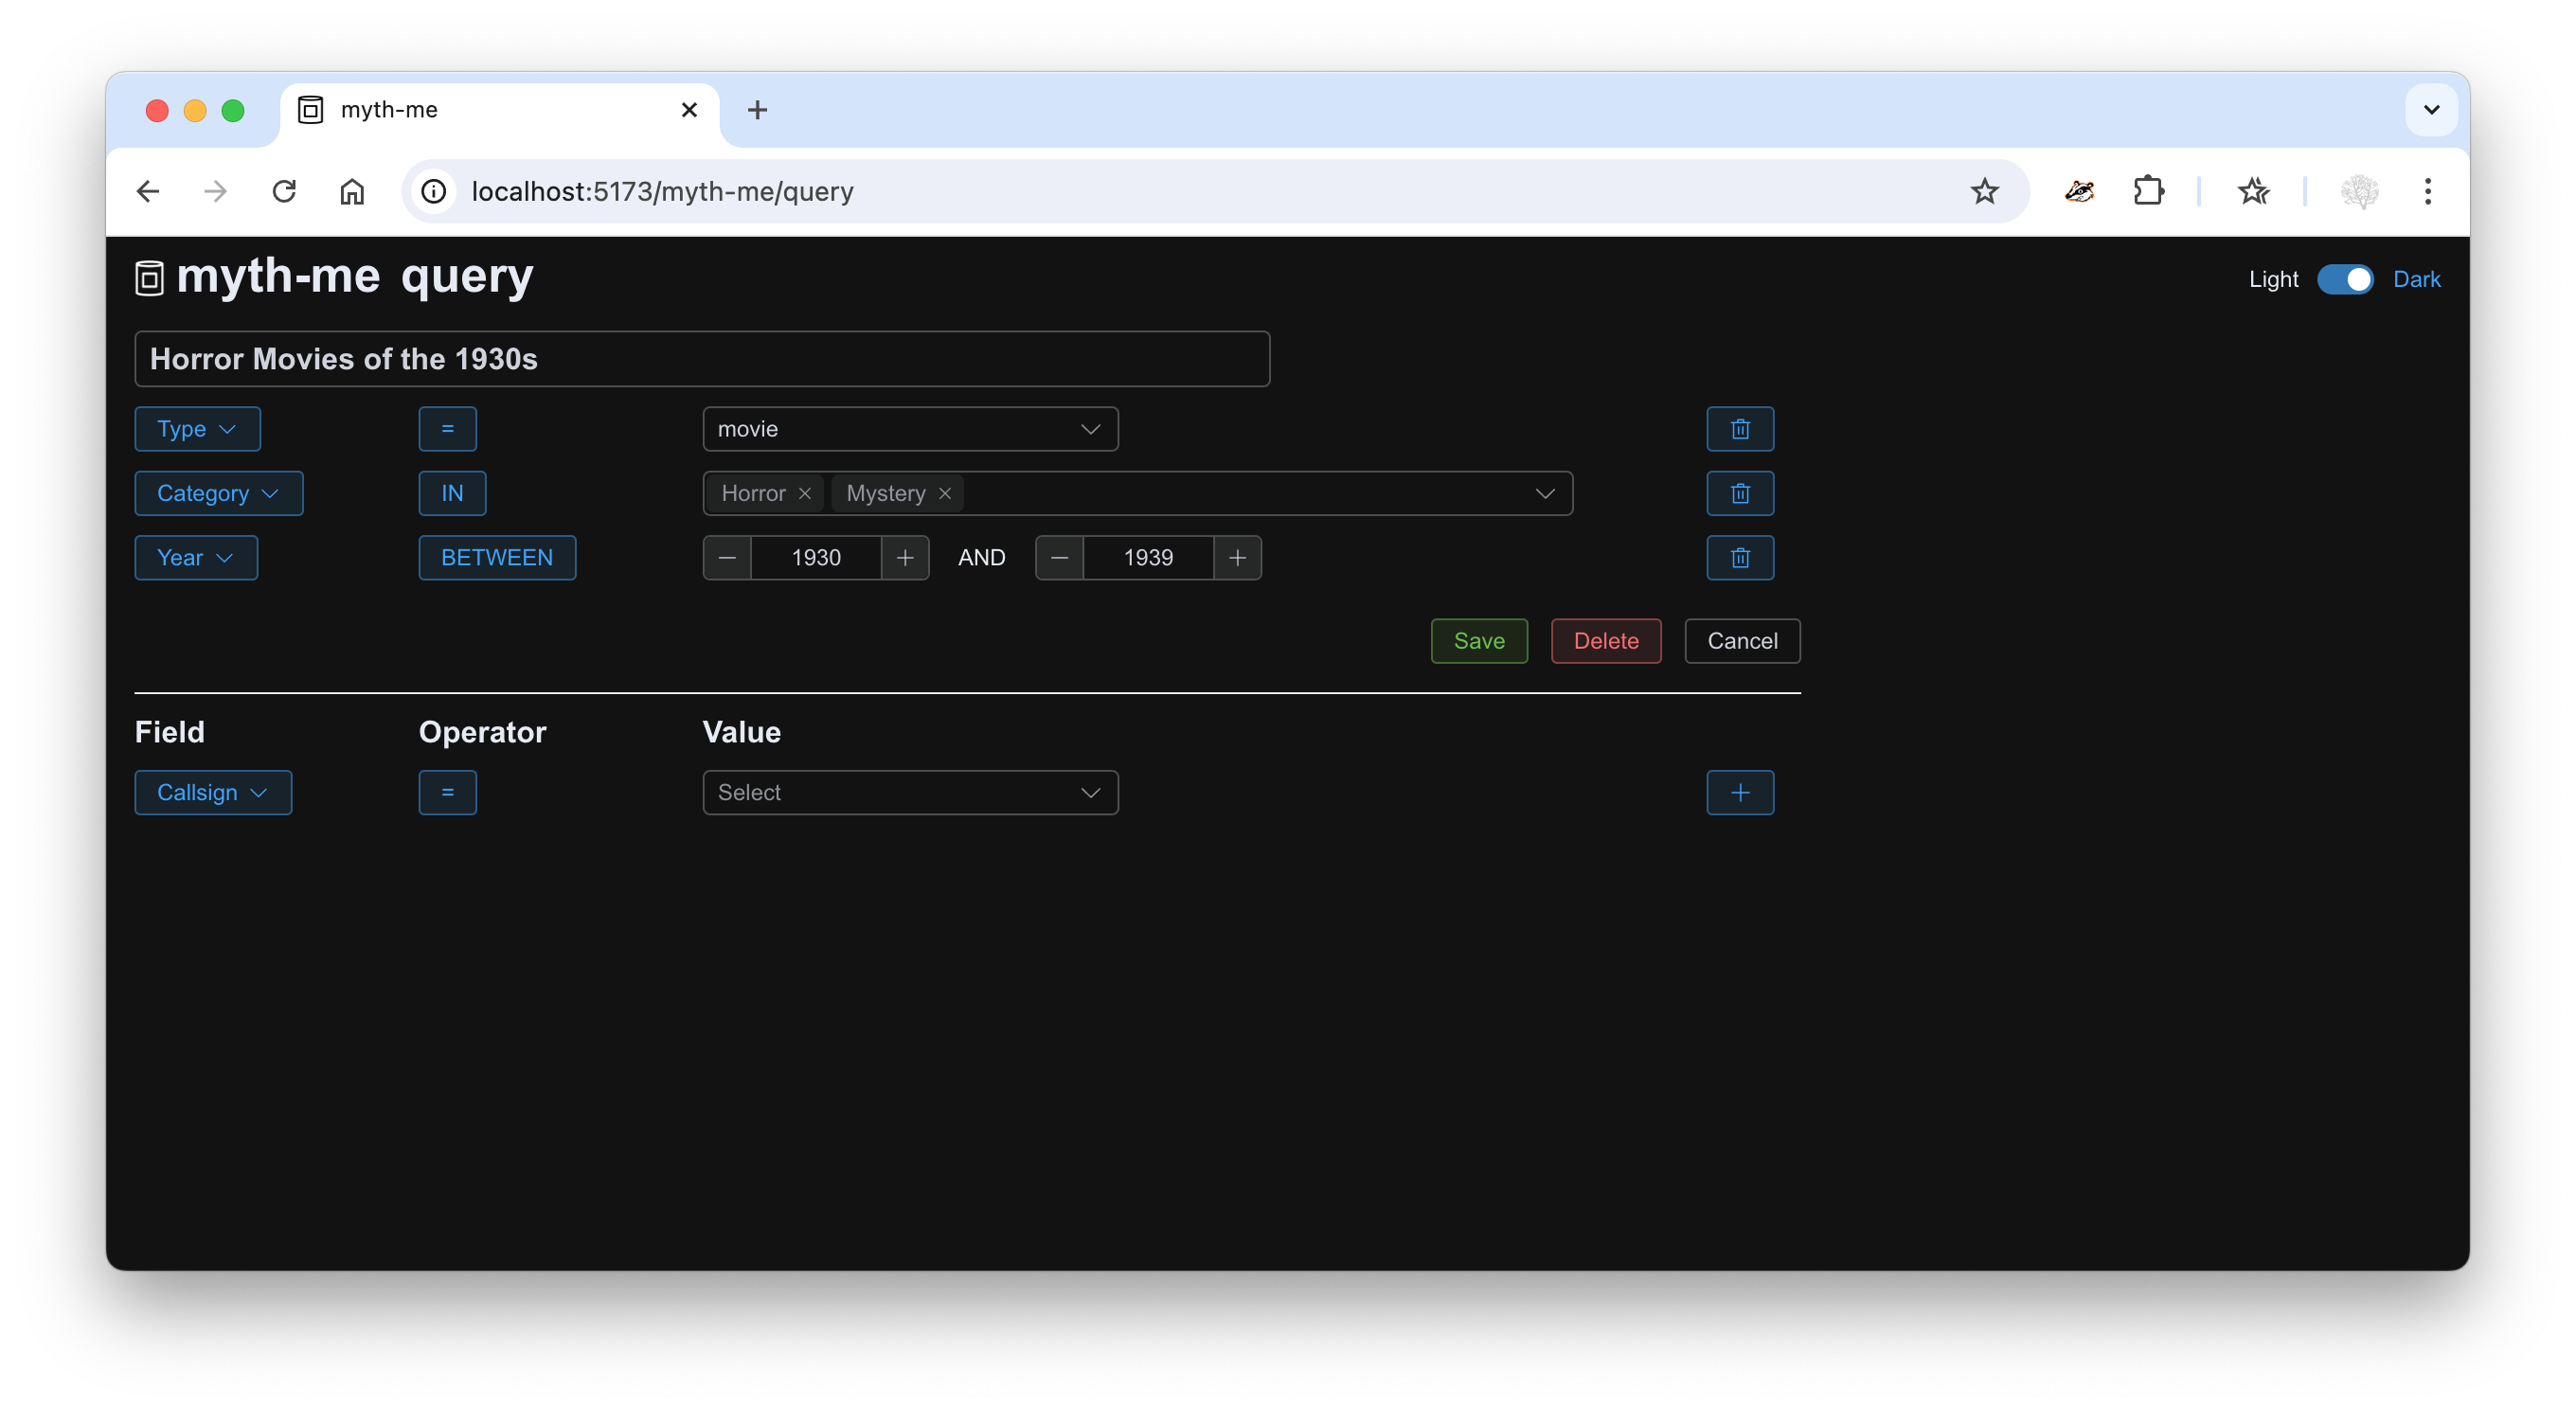 myth-me
localhost:5173/myth-me/query
myth-me query
Light Dark
Horror Movies of the 1930s
Type = movie
Category IN Horror Mystery
Year BETWEEN 1930 AND 1939
Save Delete Cancel
Field Operator Value
Callsign = Select